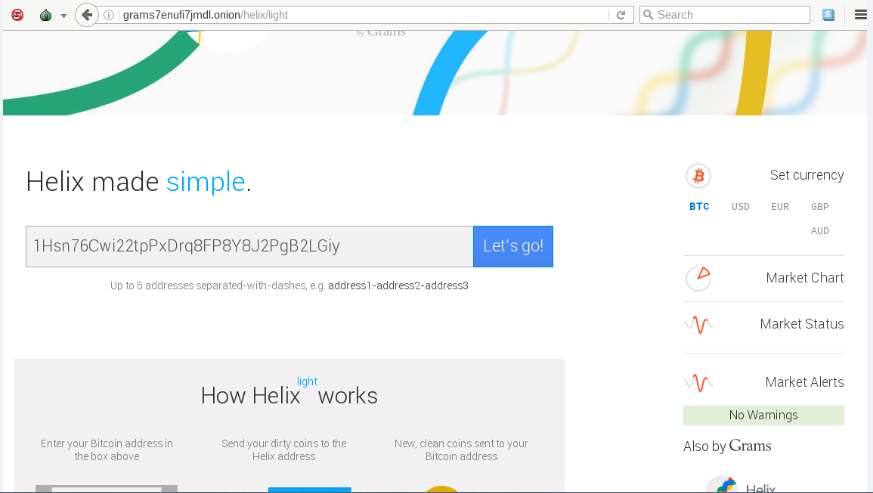 grams7enufi7jmdl.onion/helix/light
Search
by Grams
Helix made simple.
1Hsn76Cwi22tpPxDrq8FP8Y8J2PgB2LGiy
Let's go!
Up to 5 addresses separated-with-dashes, e.g. address1-address2-address3
Set currency
BTC USD EUR GBP
AUD
Market Chart
Market Status
Market Alerts
No Warnings
Also by Grams
Helix
light
How Helix works
Enter your Bitcoin address in
the box above
Send your dirty coins to the
Helix address
New, clean coins sent to your
Bitcoin address